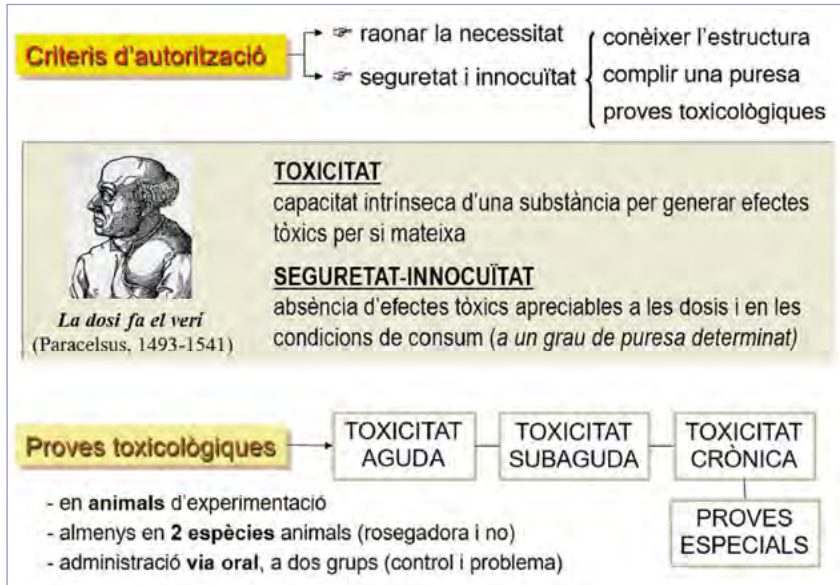 Criteris d'autorització
☞ raonar la necessitat
☞ seguretat i innocuïtat
conèixer l'estructura
complir una puresa
proves toxicològiques
TOXICITAT
capacitat intrínseca d'una substància per generar efectes
tòxics per si mateixa
SEGURETAT-INNOCUÏTAT
absència d'efectes tòxics apreciables a les dosis i en les
condicions de consum (a un grau de puresa determinat)
La dosi fa el verí
(Paracelsus, 1493-1541)
Proves toxicològiques
TOXICITAT
AGUDA
TOXICITAT
SUBAGUDA
TOXICITAT
CRÒNICA
PROVES
ESPECIALS
- en animals d'experimentació
- almenys en 2 espècies animals (rosegadora i no)
- administració via oral, a dos grups (control i problema)